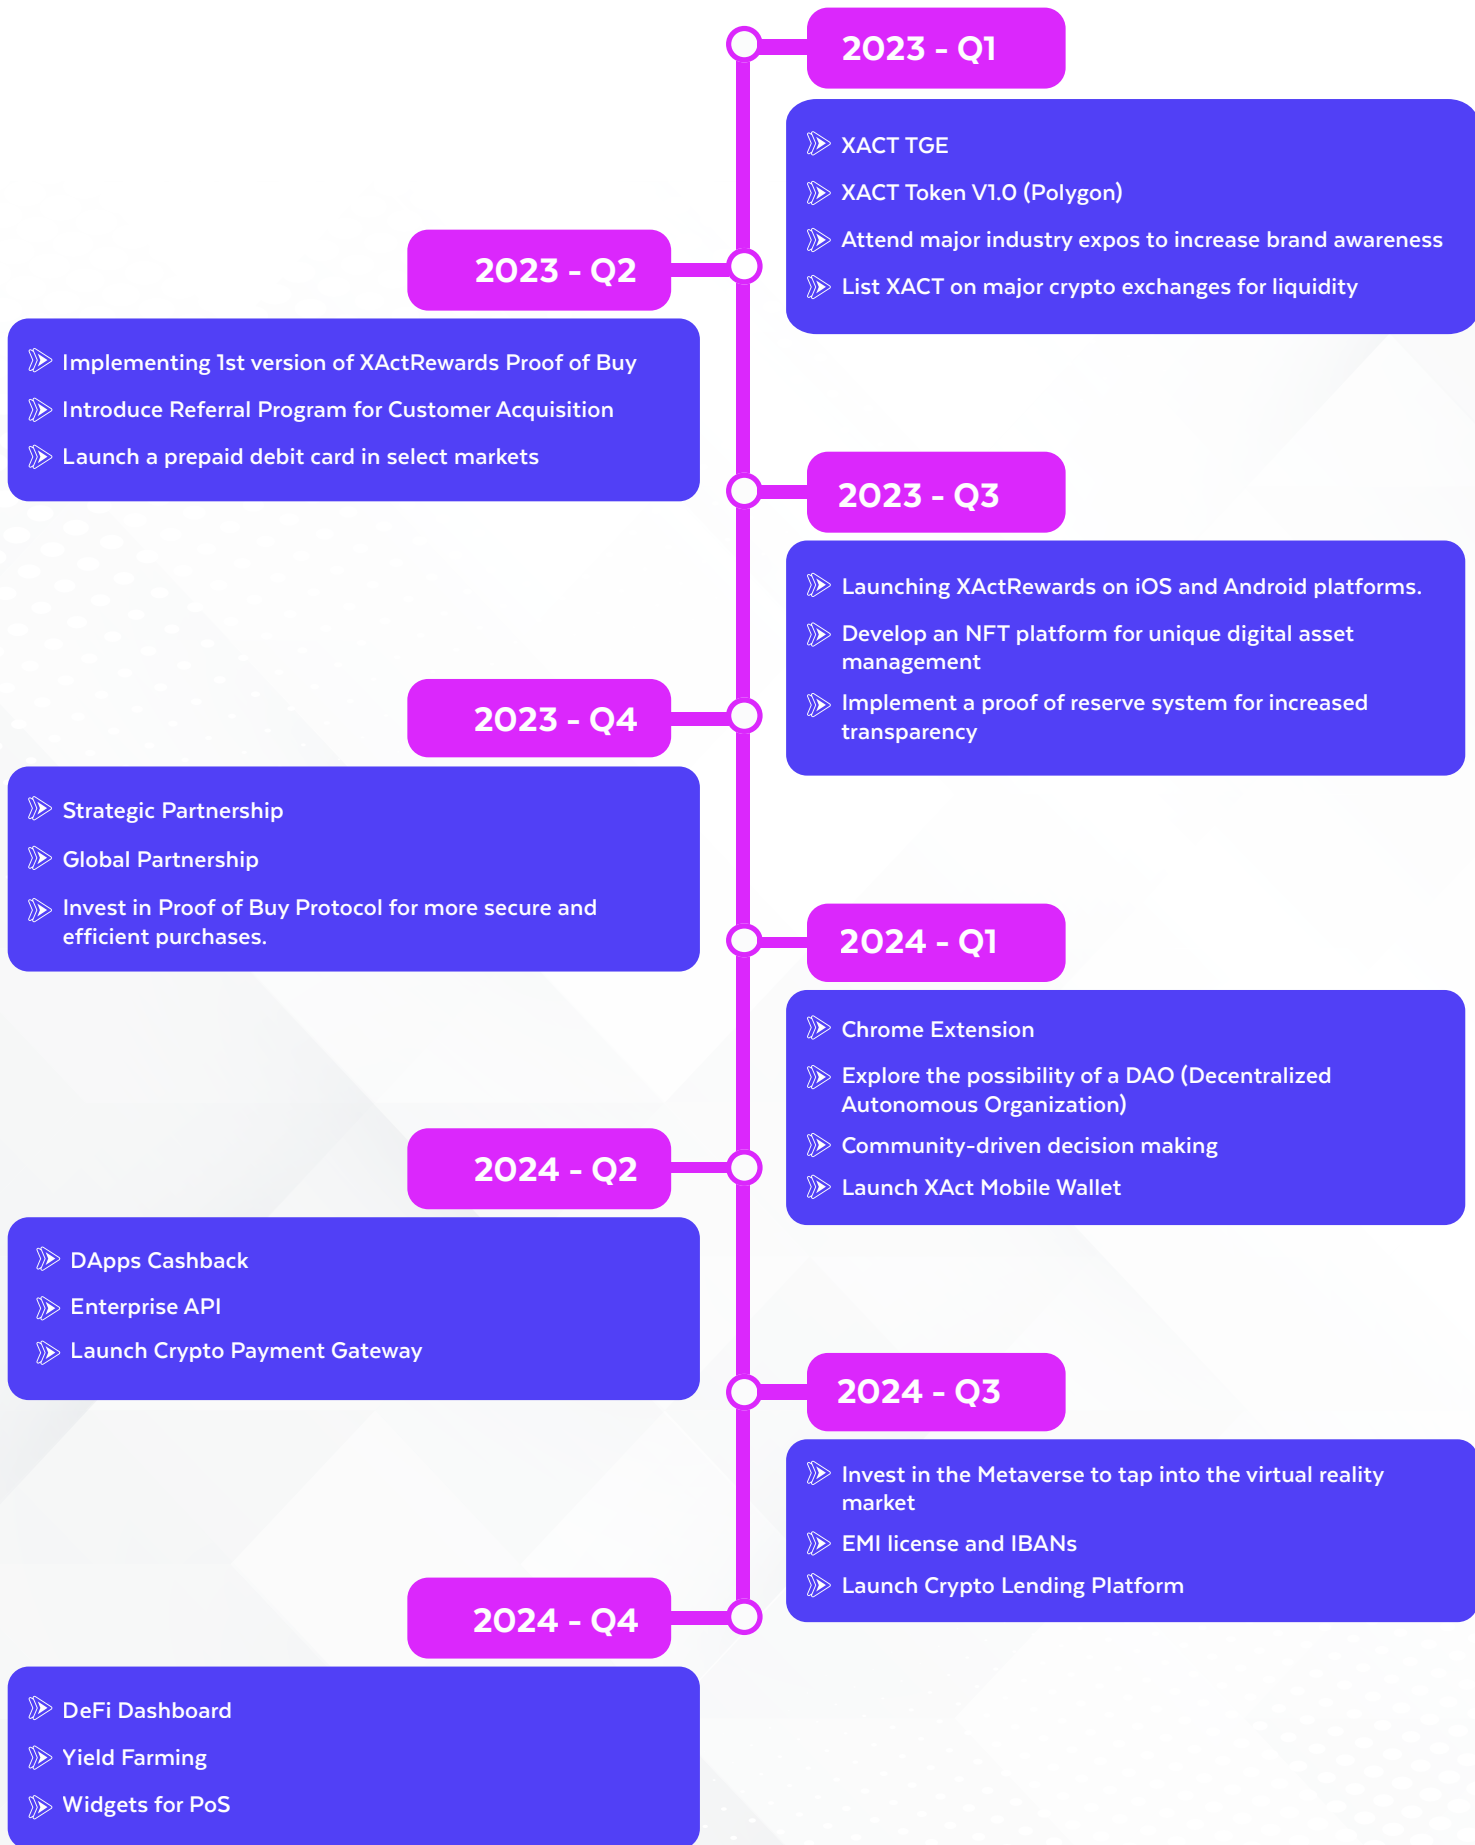 2023 - Q1
XACT TGE
XACT Token V1.0 (Polygon)
Attend major industry expos to increase brand awareness
List XACT on major crypto exchanges for liquidity
2023 - Q2
Implementing 1st version of XActRewards Proof of Buy
Introduce Referral Program for Customer Acquisition
Launch a prepaid debit card in select markets
2023 - Q3
Launching XActRewards on iOS and Android platforms.
Develop an NFT platform for unique digital asset
management
Implement a proof of reserve system for increased
transparency
2023 - Q4
Strategic Partnership
Global Partnership
Invest in Proof of Buy Protocol for more secure and
efficient purchases.
2024 - Q1
Chrome Extension
Explore the possibility of a DAO (Decentralized
Autonomous Organization)
Community-driven decision making
Launch XAct Mobile Wallet
2024 - Q2
DApps Cashback
Enterprise API
Launch Crypto Payment Gateway
2024 - Q3
Invest in the Metaverse to tap into the virtual reality
market
EMI license and IBANs
Launch Crypto Lending Platform
2024 - Q4
DeFi Dashboard
Yield Farming
Widgets for PoS